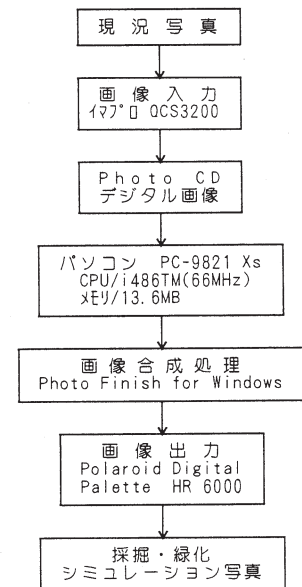 現況写真
画像入力
ｲﾏﾌﾟﾛ QCS3200
Photo CD
デジタル画像
パソコン PC-9821 Xs
CPU/i486TM(66MHz)
ﾒﾓﾘ/13.6MB
画像合成処理
Photo Finish for Windows
画像出力
Polaroid Digital
Palette HR 6000
採掘・緑化
シミュレーション写真